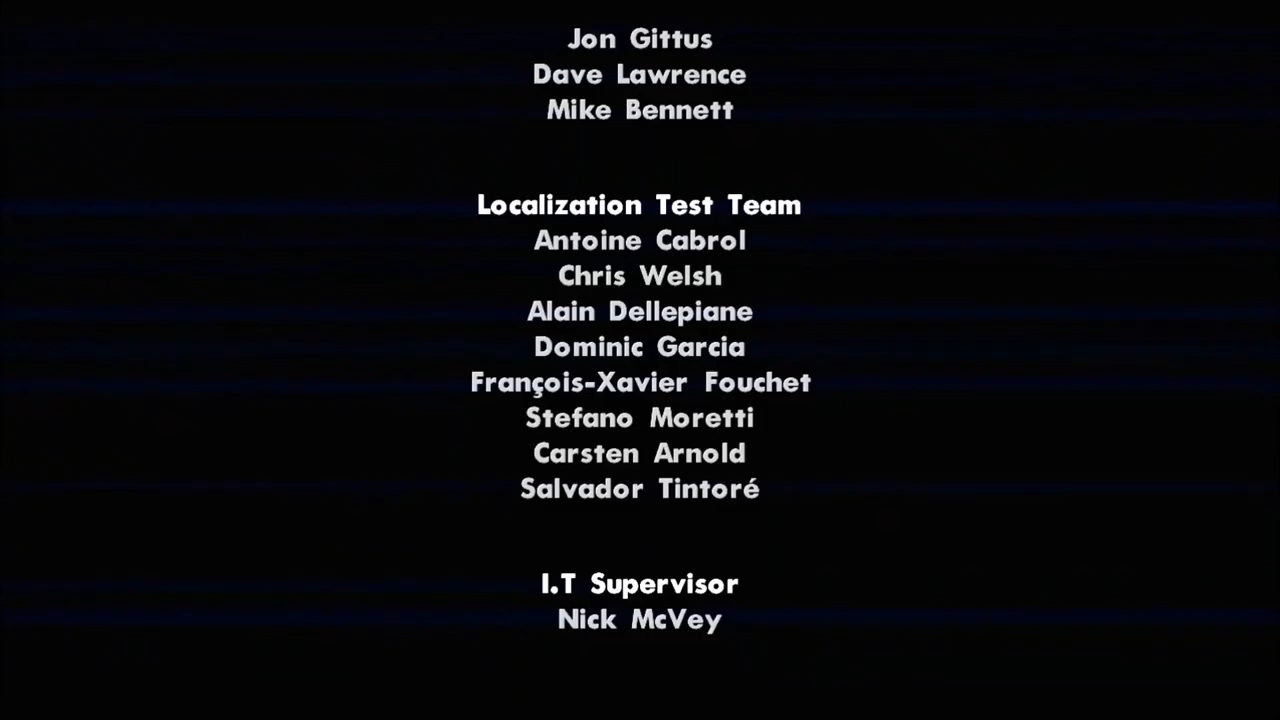 Jon Gittus
Dave Lawrence
Mike Bennett
Localization Test Team
Antoine Cabrol
Chris Welsh
Alain Dellepiane
Dominic Garcia
François-Xavier Fouchet
Stefano Moretti
Carsten Arnold
Salvador Tintoré
I.T Supervisor
Nick McVey